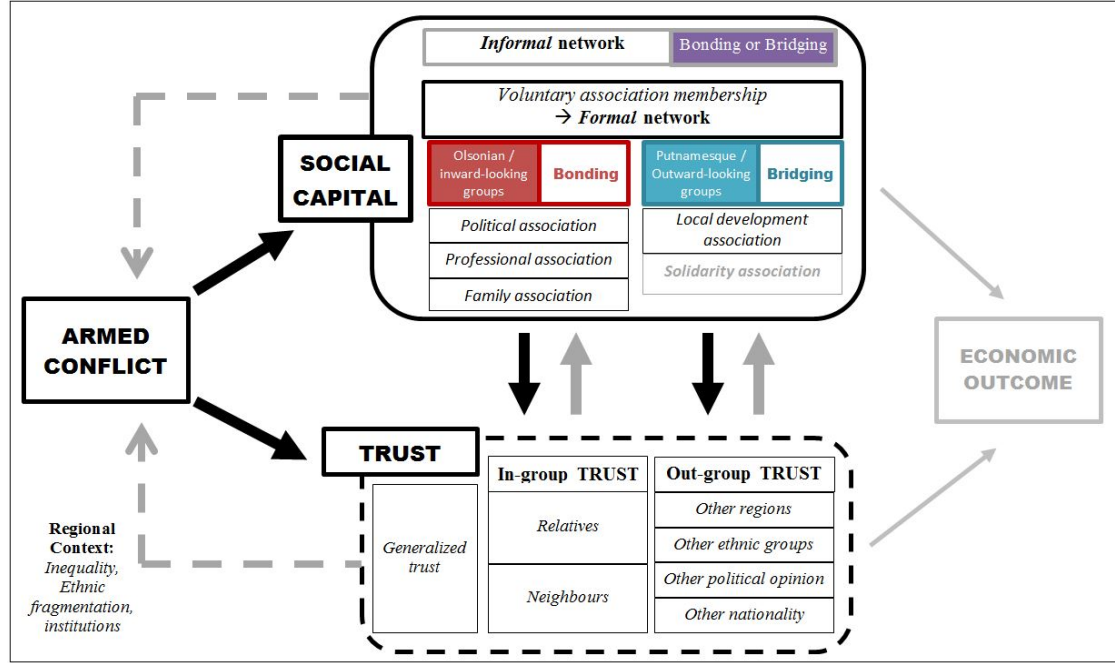 Informal network
Bonding or Bridging
Voluntary association membership
→ Formal network
SOCIAL
CAPITAL
Olsonian /
inward-looking
groups
Bonding
Putnamesque /
Outward-looking
groups
Bridging
Political association
Professional association
Family association
Local development
association
Solidarity association
ARMED
CONFLICT
ECONOMIC
OUTCOME
TRUST
Generalized
trust
In-group TRUST
Relatives
Neighbours
Out-group TRUST
Other regions
Other ethnic groups
Other political opinion
Other nationality
Regional
Context:
Inequality,
Ethnic
fragmentation,
institutions